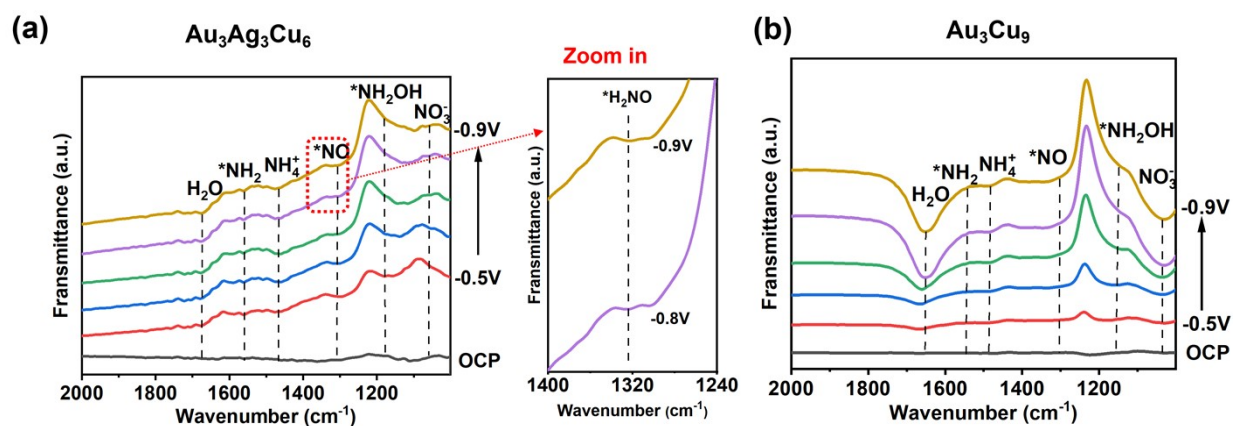 (a)
Au₃Ag₃Cu₆
Fransmittance (a.u.)
H₂O
*NH₂
NH₄⁺
*NO
*NH₂OH
NO₃⁻
-0.9V
-0.5V
OCP
2000 1800 1600 1400 1200
Wavenumber (cm⁻¹)
Zoom in
Fransmittance (a.u.)
*H₂NO
-0.9V
-0.8V
1400 1320 1240
Wavenumber (cm⁻¹)
(b)
Au₃Cu₉
Fransmittance (a.u.)
H₂O
*NH₂
NH₄⁺
*NO
*NH₂OH
NO₃⁻
-0.9V
-0.5V
OCP
2000 1800 1600 1400 1200
Wavenumber (cm⁻¹)